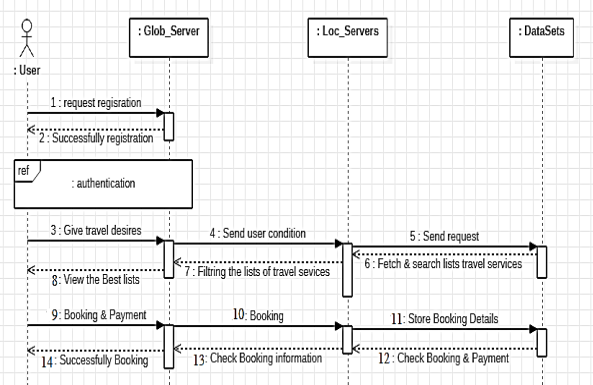 : Glob_Server
: Loc_Servers
: DataSets
: User
1 : request regisration
2 : Successfully registration
ref
: authentication
3 : Give travel desires
4 : Send user condition
5 : Send request
6 : Fetch & search lists travel services
7 : Filtring the lists of travel sevices
8 : View the Best lists
9 : Booking & Payment
10: Booking
11: Store Booking Details
12 : Check Booking & Payment
13 : Check Booking information
14 : Successfully Booking